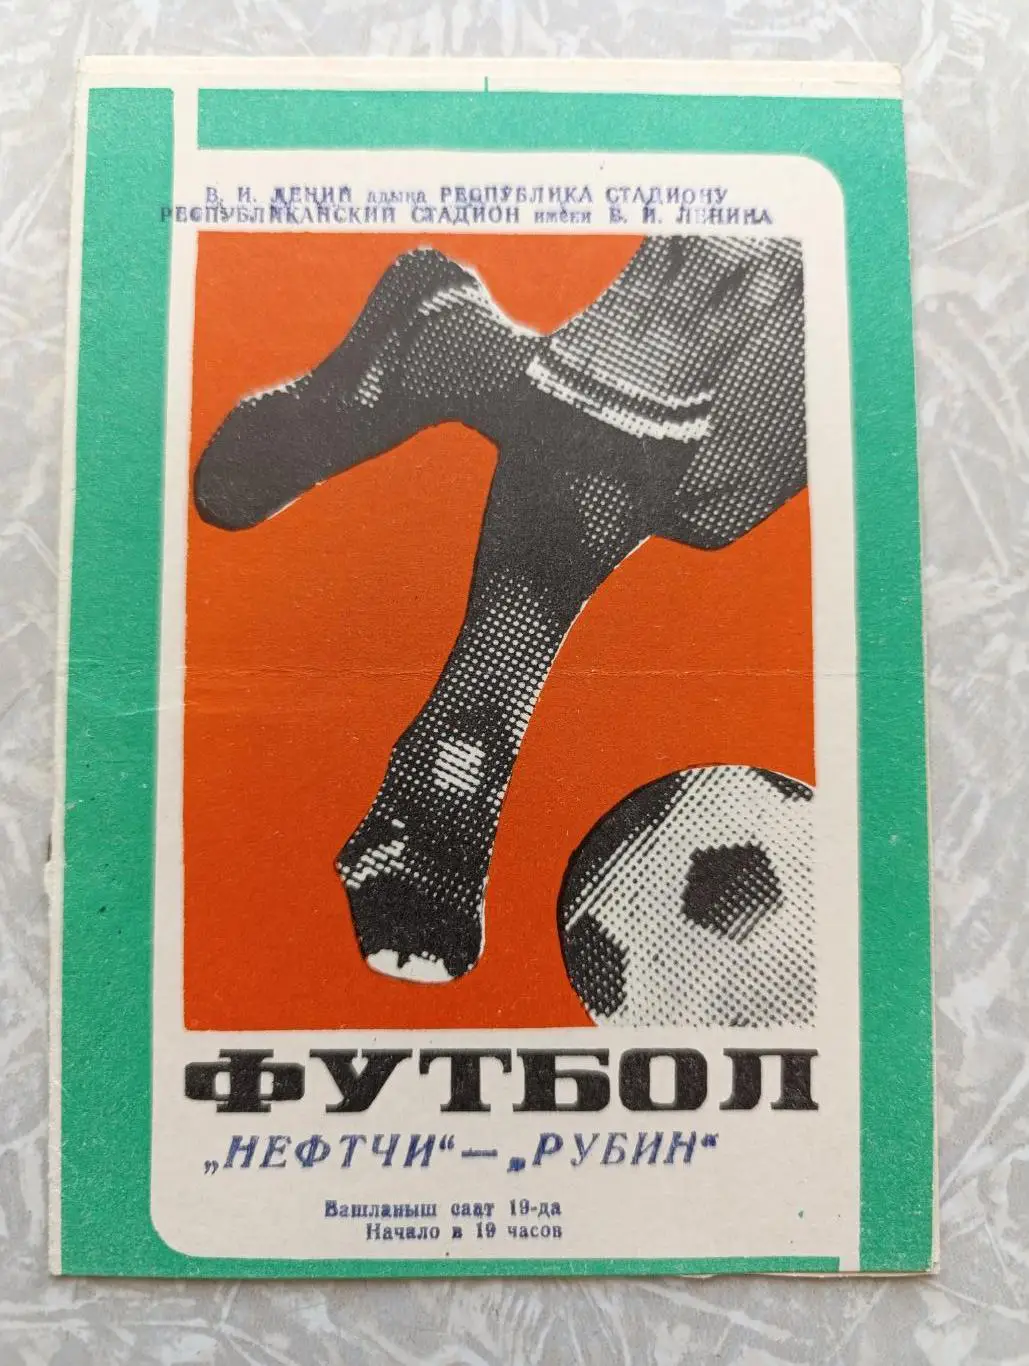 В. И. ЛЕНИН адына РЕСПУБЛИКА СТАДИОНУ
РЕСПУБЛИКАНСКИЙ СТАДИОН имени В. И. ЛЕНИНА
ФУТБОЛ
„НЕФТЧИ“ — „РУБИН“
Башланыш саат 19-да
Начало в 19 часов